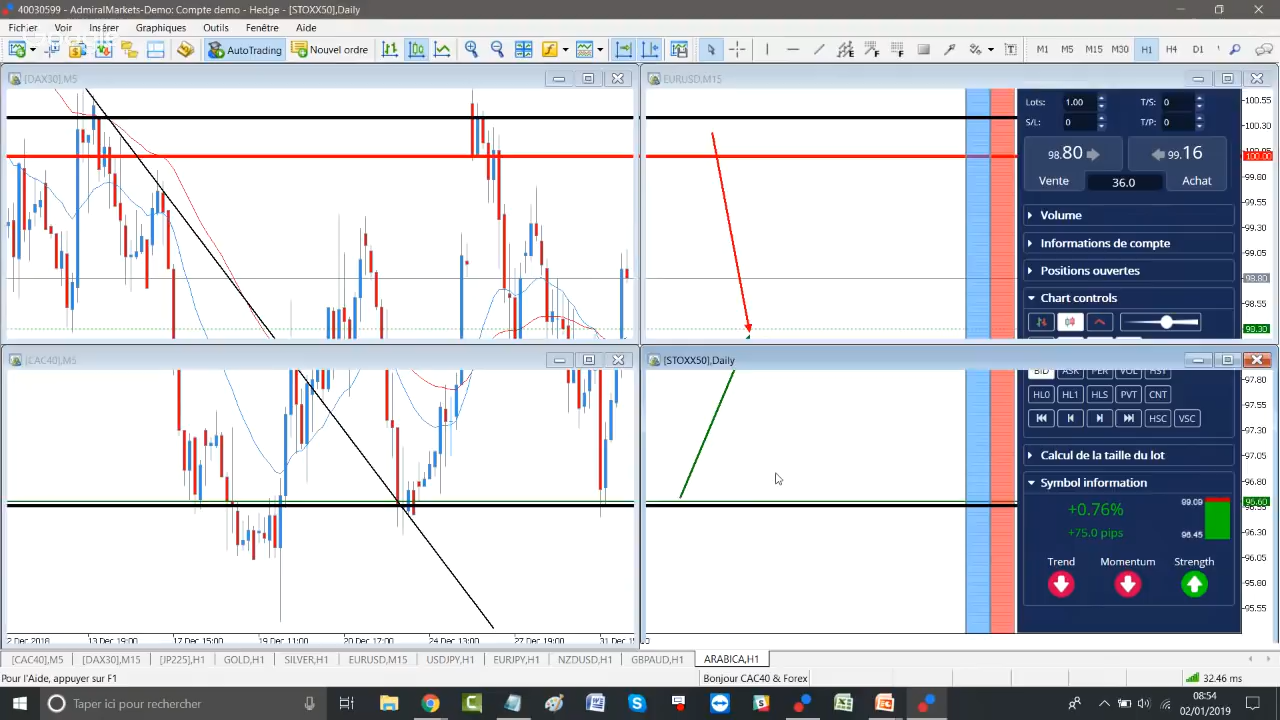 40030599 - AdmiralMarkets-Demo: Compte demo - Hedge - [STOXX50],Daily
Fichier Voir Insérer Graphiques Outils Fenêtre Aide
AutoTrading Nouvel ordre M1 M5 M15 M30 H1 H4 D1
[DAX30],M5
EURUSD,M15
Lots: 1.00 T/S: 0
S/L: 0 T/P: 0
98.80 99.16
Vente 36.0 Achat
Volume
Informations de compte
Positions ouvertes
Chart controls
100.55
100.30
100.00
99.80
99.55
99.30
99.05
98.80
98.55
98.30
[CAC40],M5
[STOXX50],Daily
BID ASK PER VOL HST
HL0 HL1 HLS PVT CNT
HSC VSC
Calcul de la taille du lot
Symbol information
+0.76% 99.09
+75.0 pips 96.45
Trend Momentum Strength
97.80
97.55
97.30
97.05
96.80
96.60
96.30
96.05
95.80
95.55
2 Dec 2018 13 Dec 19:00 17 Dec 15:00 19 Dec 11:00 20 Dec 17:00 24 Dec 13:00 27 Dec 19:00
[CAC40],M5 [DAX30],M15 [JP225],H1 GOLD,H1 SILVER,H1 EURUSD,M15 USDJPY,H1 EURJPY,H1 NZDUSD,H1 GBPAUD,H1 ARABICA,H1
Pour l'Aide, appuyer sur F1 Bonjour CAC40 & Forex 32.46 ms
Taper ici pour rechercher
08:54
02/01/2019